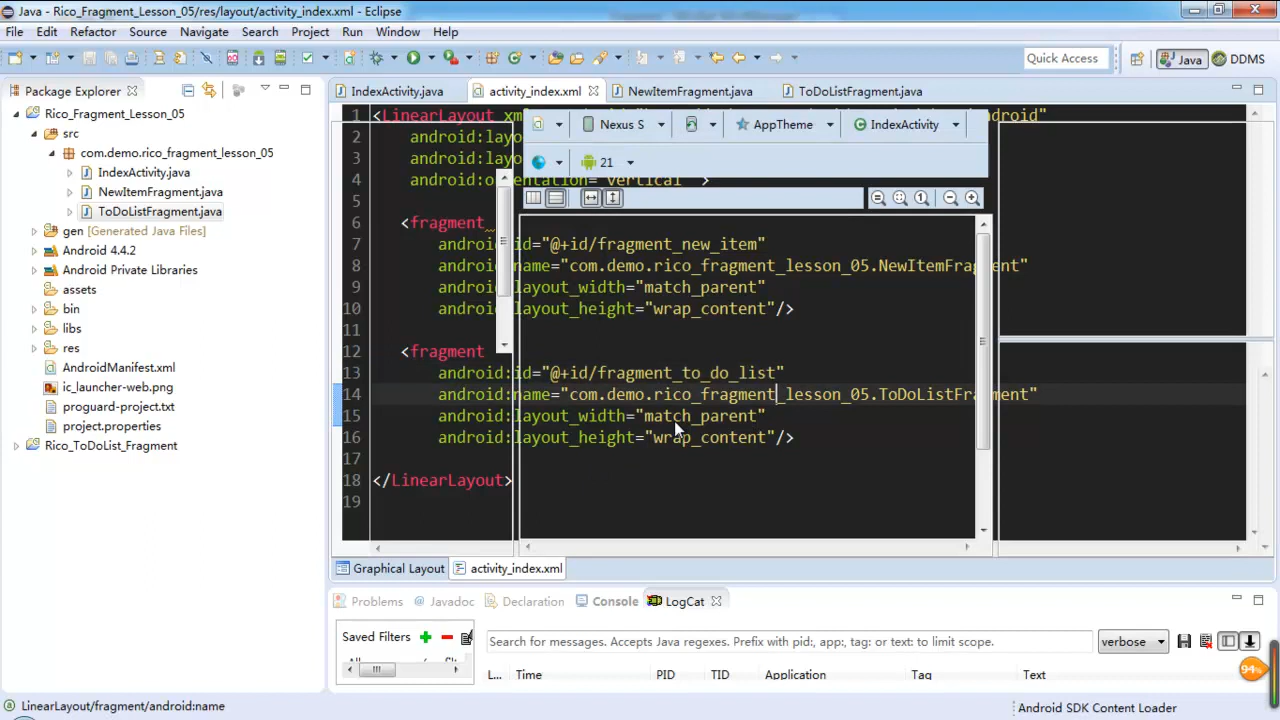 Java - Rico_Fragment_Lesson_05/res/layout/activity_index.xml - Eclipse
File Edit Refactor Source Navigate Search Project Run Window Help
Quick Access Java DDMS
Package Explorer
IndexActivity.java activity_index.xml NewItemFragment.java ToDoListFragment.java
Rico_Fragment_Lesson_05
src
com.demo.rico_fragment_lesson_05
IndexActivity.java
NewItemFragment.java
ToDoListFragment.java
gen [Generated Java Files]
Android 4.4.2
Android Private Libraries
assets
bin
libs
res
AndroidManifest.xml
ic_launcher-web.png
proguard-project.txt
project.properties
Rico_ToDoList_Fragment
Nexus S AppTheme IndexActivity
21
1 <LinearLayout
2 android:layo
3 android:layo
4 android:o
5
6 <fragment
7 android:id="@+id/fragment_new_item"
8 android:name="com.demo.rico_fragment_lesson_05.NewItemFragment"
9 android:layout_width="match_parent"
10 android:layout_height="wrap_content"/>
11
12 <fragment
13 android:id="@+id/fragment_to_do_list"
14 android:name="com.demo.rico_fragment_lesson_05.ToDoListFragment"
15 android:layout_width="match_parent"
16 android:layout_height="wrap_content"/>
17
18 </LinearLayout>
19
Graphical Layout activity_index.xml
Problems Javadoc Declaration Console LogCat
Saved Filters
Search for messages. Accepts Java regexes. Prefix with pid:, app:, tag: or text: to limit scope.
verbose
L... Time PID TID Application Tag Text
94%
LinearLayout/fragment/android:name
Android SDK Content Loader